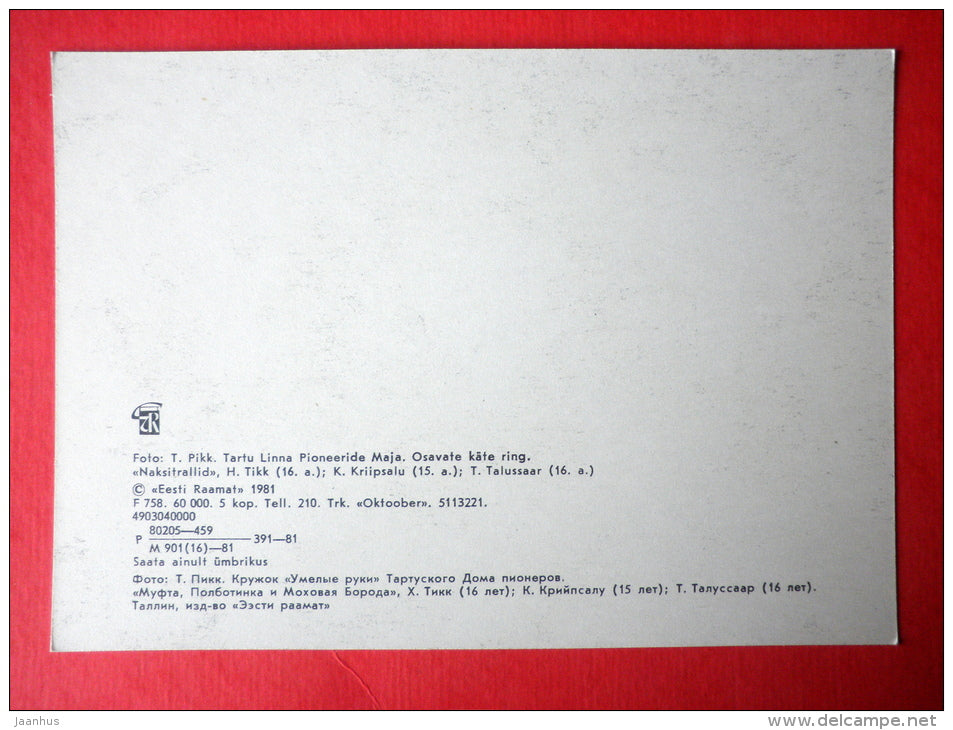 Foto: T. Pikk. Tartu Linna Pioneeride Maja. Osavate käte ring.
«Naksitrallid», H. Tikk (16. a.); K. Kriipsalu (15. a.); T. Talussaar (16. a.)
© «Eesti Raamat» 1981
F 758. 60 000. 5 kop. Tell. 210. Trk. «Oktoober». 5113221.
4903040000
P 80205—459
M 901(16)—81 391—81
Saata ainult ümbrikus
Фото: Т. Пикк. Кружок «Умелые руки» Тартуского Дома пионеров.
«Муфта, Полботинка и Моховая Борода», Х. Тикк (16 лет); К. Крийпсалу (15 лет); Т. Талуссаар (16 лет).
Таллин, изд-во «Ээсти раамат»
Jaanhus
www.delcampe.net